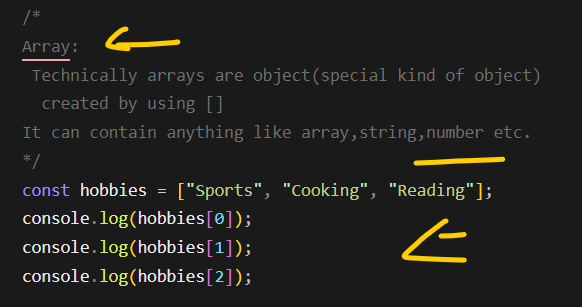 /*
Array:
Technically arrays are object(special kind of object)
created by using []
It can contain anything like array,string,number etc.
*/
const hobbies = ["Sports", "Cooking", "Reading"];
console.log(hobbies[0]);
console.log(hobbies[1]);
console.log(hobbies[2]);